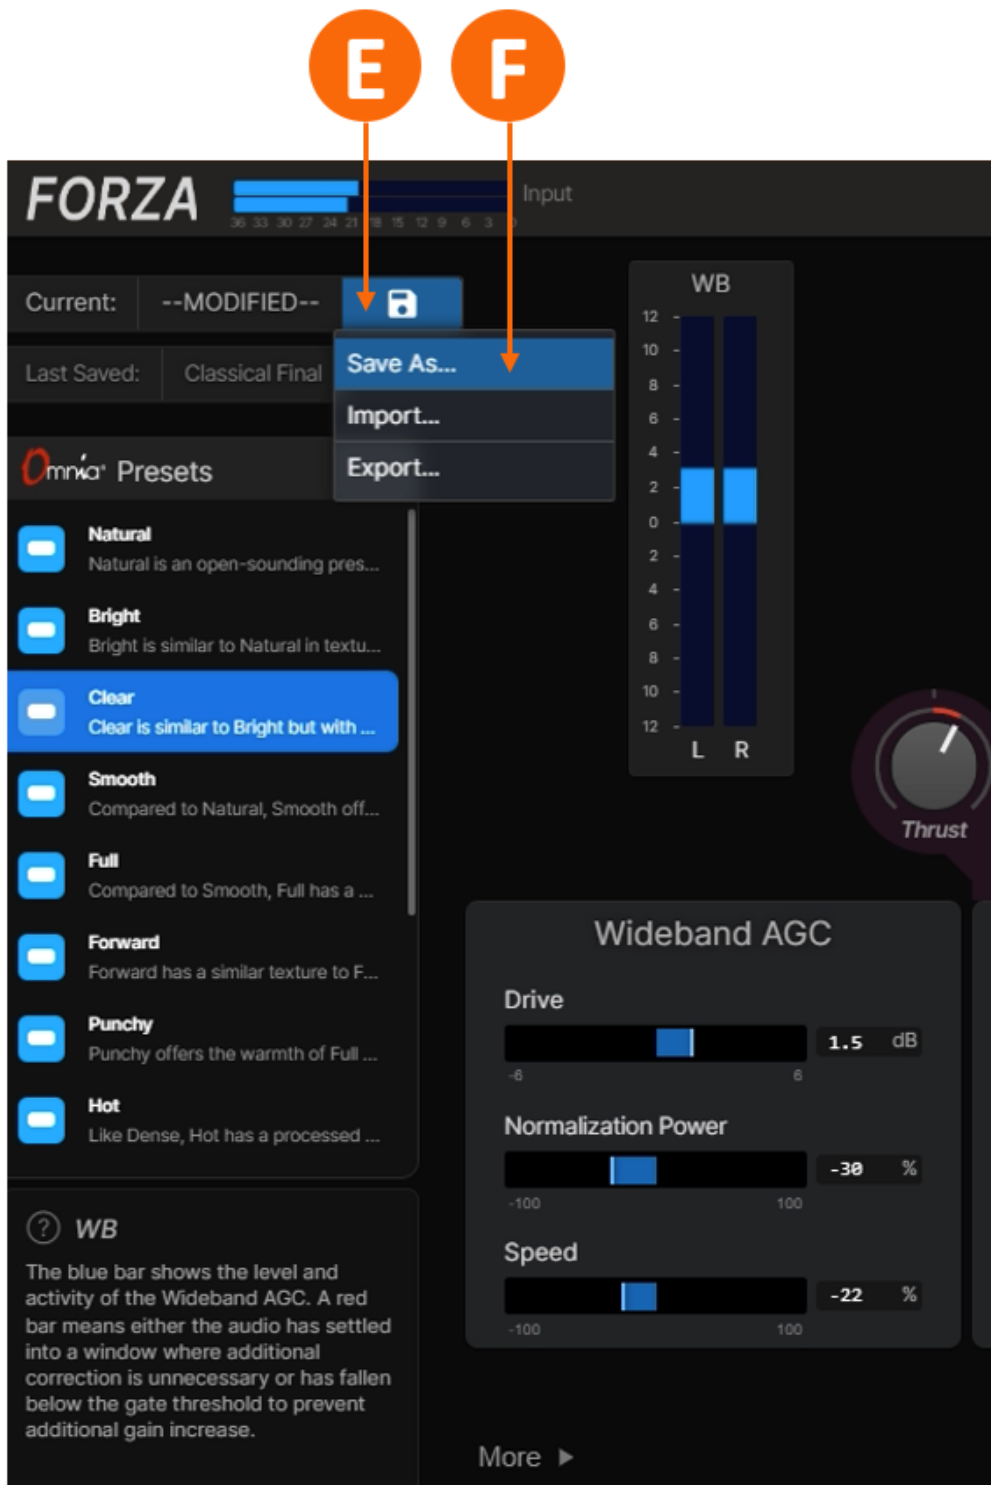 E F
FORZA
Input
36 33 30 27 24 21 18 15 12 9 6 3 0
Current: --MODIFIED--
Last Saved: Classical Final
Save As...
Import...
Export...
Omnia Presets
Natural
Natural is an open-sounding pres...
Bright
Bright is similar to Natural in textu...
Clear
Clear is similar to Bright but with ...
Smooth
Compared to Natural, Smooth off...
Full
Compared to Smooth, Full has a ...
Forward
Forward has a similar texture to F...
Punchy
Punchy offers the warmth of Full ...
Hot
Like Dense, Hot has a processed ...
? WB
The blue bar shows the level and
activity of the Wideband AGC. A red
bar means either the audio has settled
into a window where additional
correction is unnecessary or has fallen
below the gate threshold to prevent
additional gain increase.
WB
12
10
8
6
4
2
0
2
4
6
8
10
12
L R
Thrust
Wideband AGC
Drive
1.5 dB
-6 6
Normalization Power
-30 %
-100 100
Speed
-22 %
-100 100
More